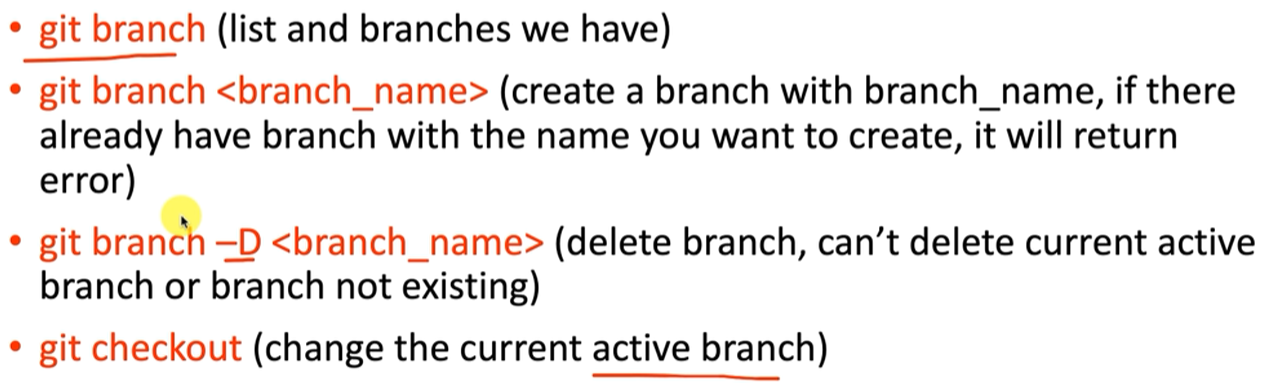 • git branch (list and branches we have)
• git branch <branch_name> (create a branch with branch_name, if there
already have branch with the name you want to create, it will return
error)
• git branch –D <branch_name> (delete branch, can’t delete current active
branch or branch not existing)
• git checkout (change the current active branch)